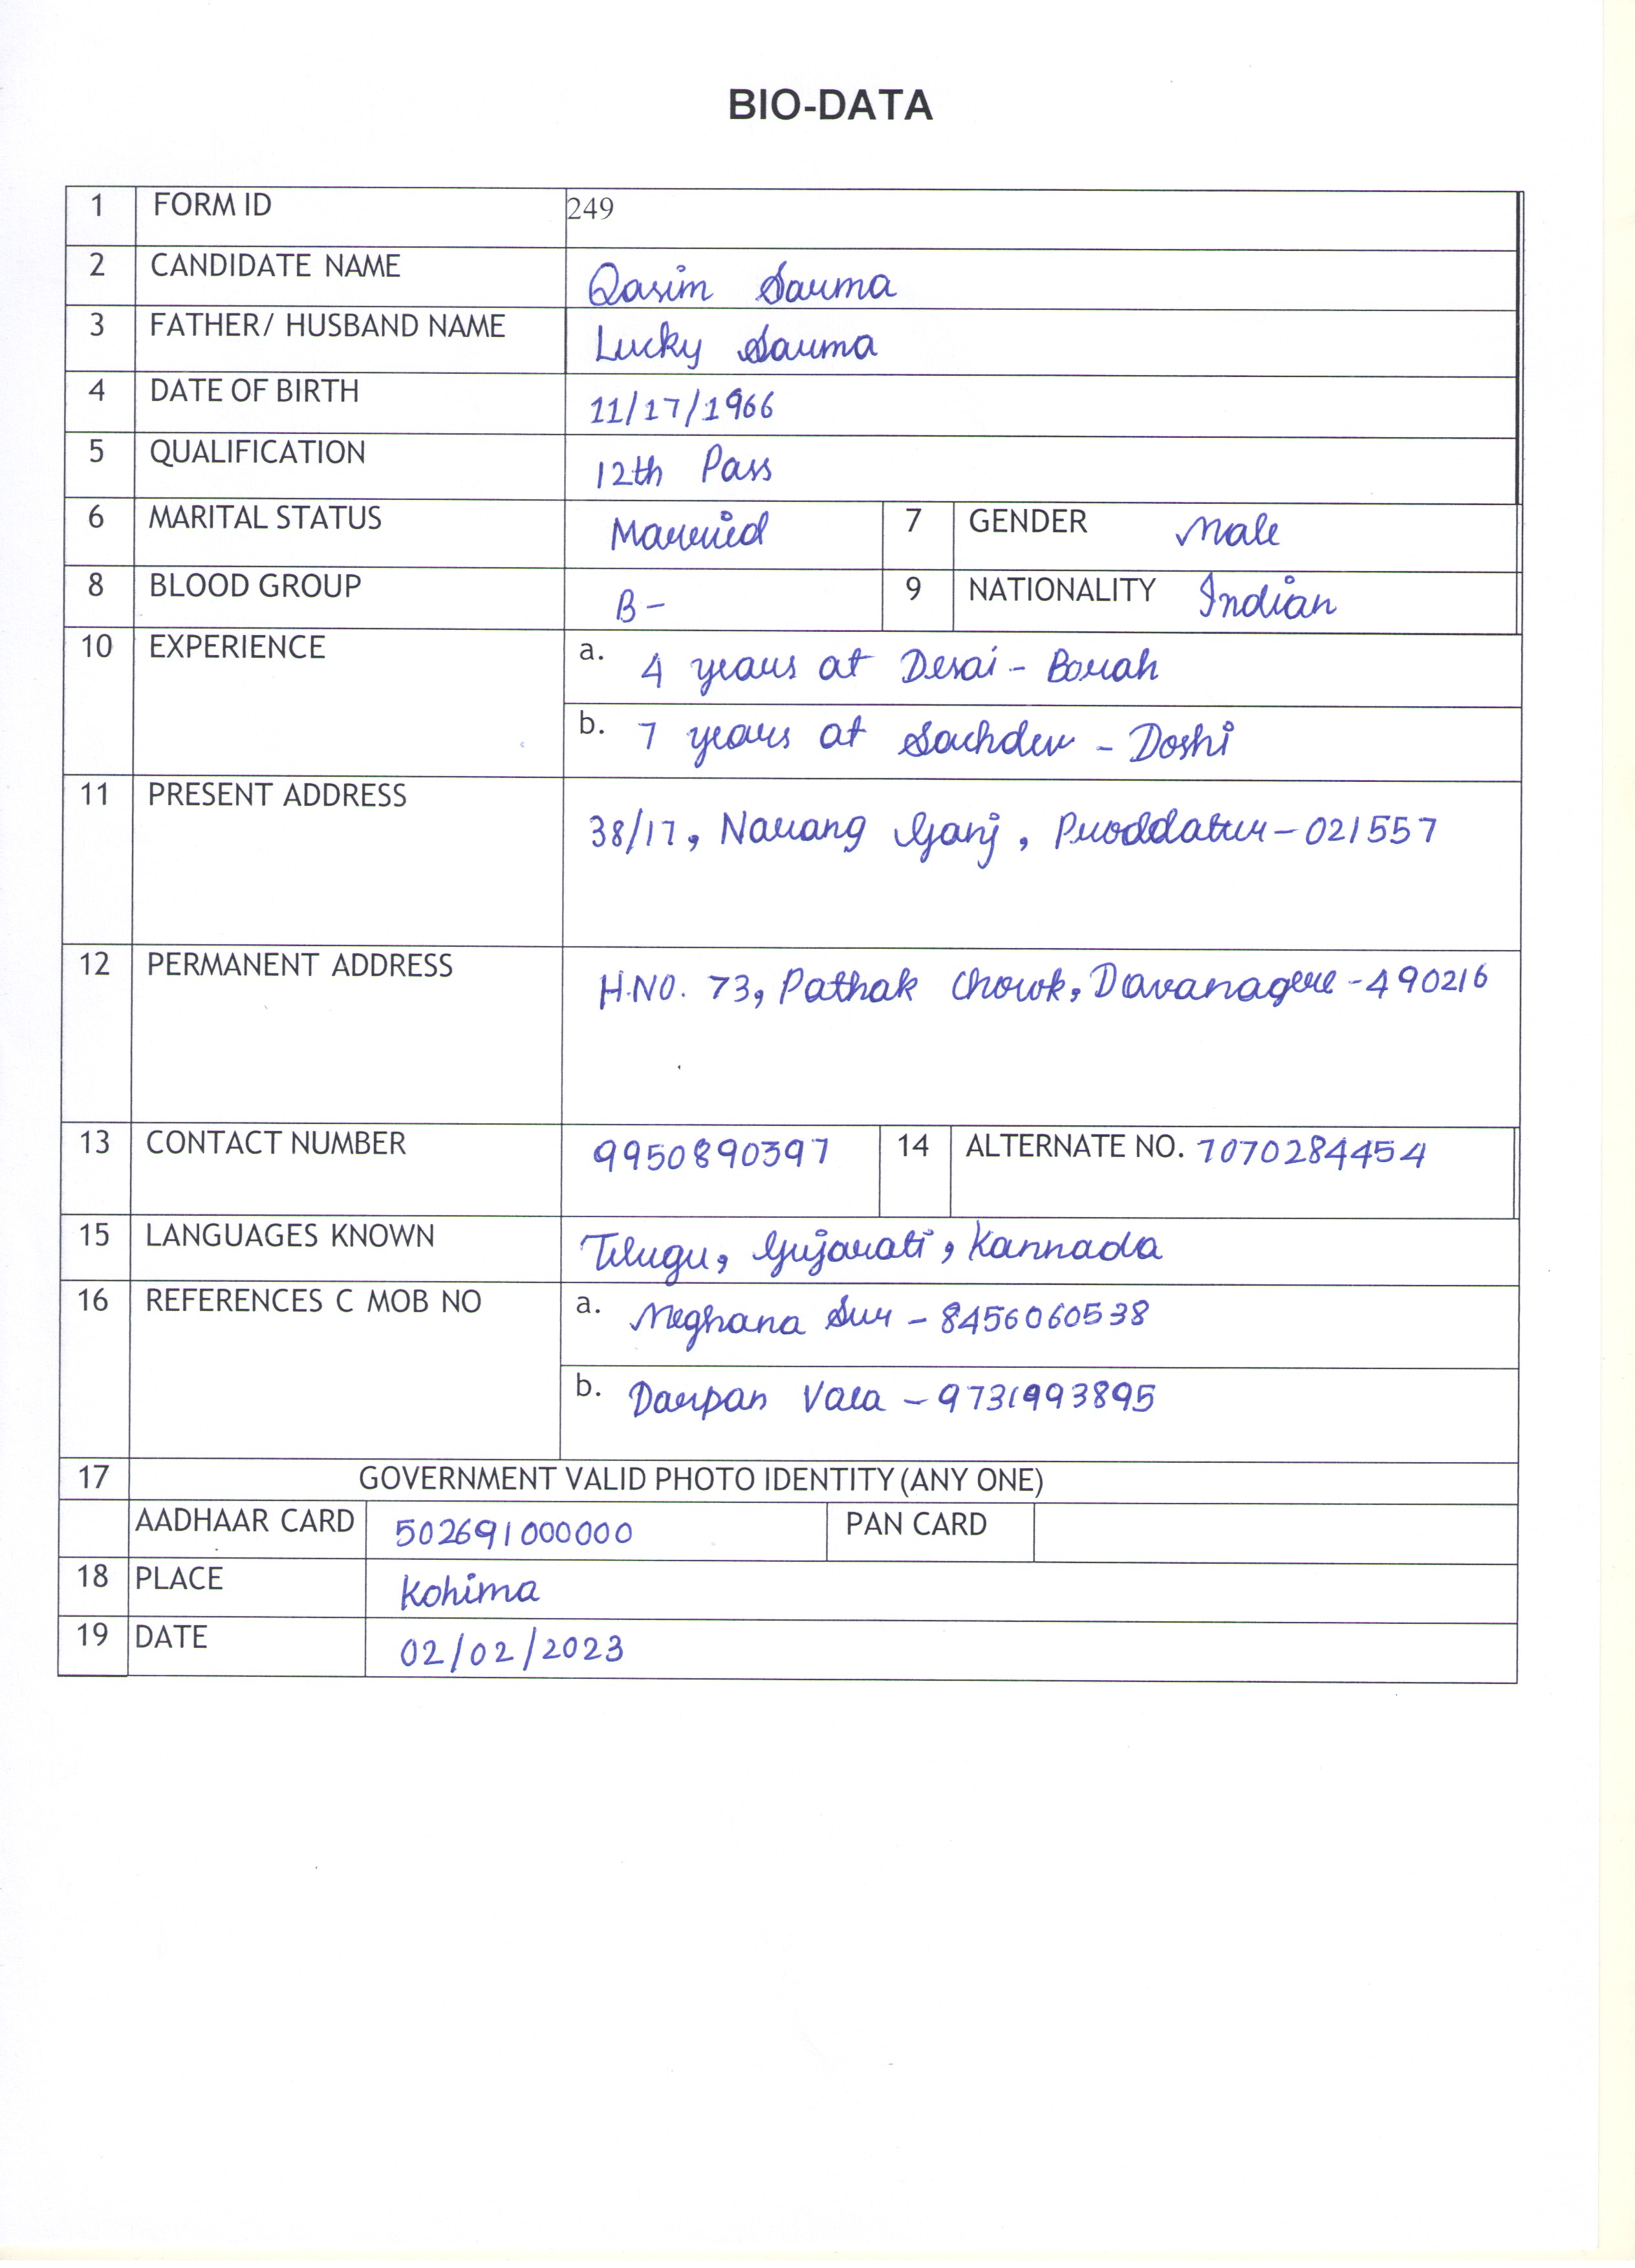 BIO-DATA
1 FORM ID 249
2 CANDIDATE NAME Qasim Sarma
3 FATHER/ HUSBAND NAME Lucky Sarma
4 DATE OF BIRTH 11/17/1966
5 QUALIFICATION 12th Pass
6 MARITAL STATUS Married 7 GENDER Male
8 BLOOD GROUP B- 9 NATIONALITY Indian
10 EXPERIENCE a. 4 years at Desai - Borah
b. 7 years at Sachdev - Doshi
11 PRESENT ADDRESS 38/17, Narang Ganj, Proddatur-021557
12 PERMANENT ADDRESS H.NO. 73, Pathak Chowk, Davanagere-490216
13 CONTACT NUMBER 9950890397 14 ALTERNATE NO. 7070284454
15 LANGUAGES KNOWN Telugu, Gujarati, Kannada
16 REFERENCES C MOB NO a. Meghana Sur - 8456060538
b. Darpan Vala - 9731993895
17 GOVERNMENT VALID PHOTO IDENTITY (ANY ONE)
AADHAAR CARD 502691000000 PAN CARD
18 PLACE Kohima
19 DATE 02/02/2023